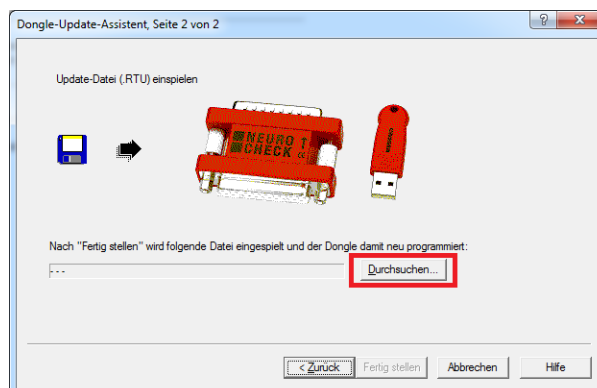 Dongle-Update-Assistent, Seite 2 von 2
Update-Datei (.RTU) einspielen
NEURO 1
CHECK α
Nach "Fertig stellen" wird folgende Datei eingespielt und der Dongle damit neu programmiert:
---
Durchsuchen...
< Zurück
Fertig stellen
Abbrechen
Hilfe